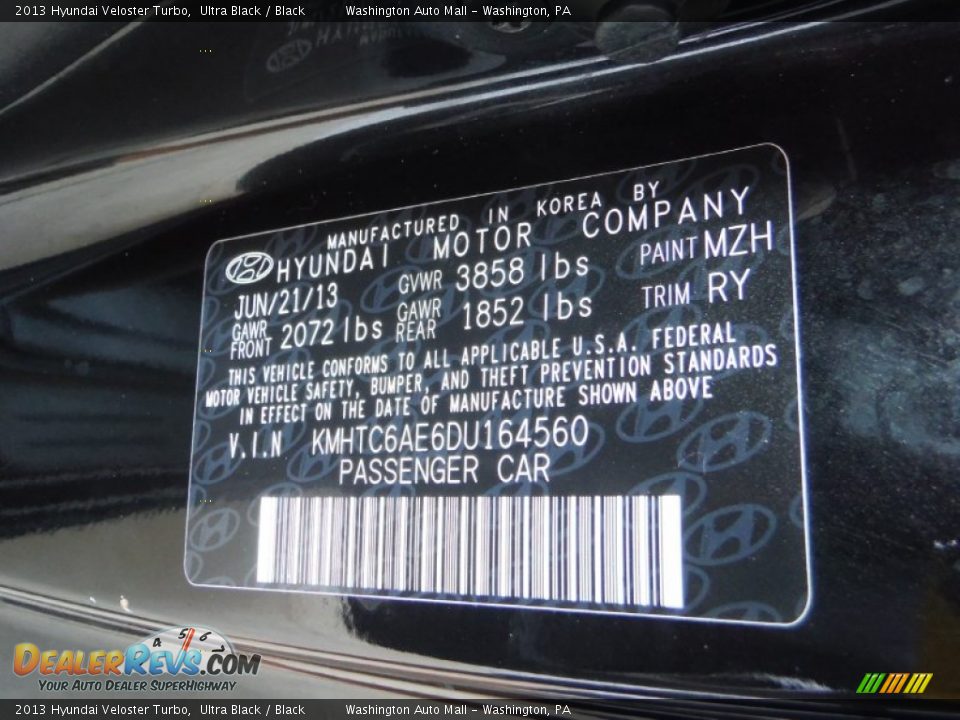 2013 Hyundai Veloster Turbo, Ultra Black / Black Washington Auto Mall - Washington, PA
MANUFACTURED IN KOREA BY
HYUNDAI MOTOR COMPANY
JUN/21/13 GVWR 3858 lbs PAINT MZH
GAWR FRONT 2072 lbs GAWR REAR 1852 lbs TRIM RY
THIS VEHICLE CONFORMS TO ALL APPLICABLE U.S.A. FEDERAL
MOTOR VEHICLE SAFETY, BUMPER, AND THEFT PREVENTION STANDARDS
IN EFFECT ON THE DATE OF MANUFACTURE SHOWN ABOVE
V.I.N KMHTC6AE6DU164560
PASSENGER CAR
4 5 6 7
DEALERREVS.COM
YOUR AUTO DEALER SUPERHIGHWAY
2013 Hyundai Veloster Turbo, Ultra Black / Black Washington Auto Mall - Washington, PA